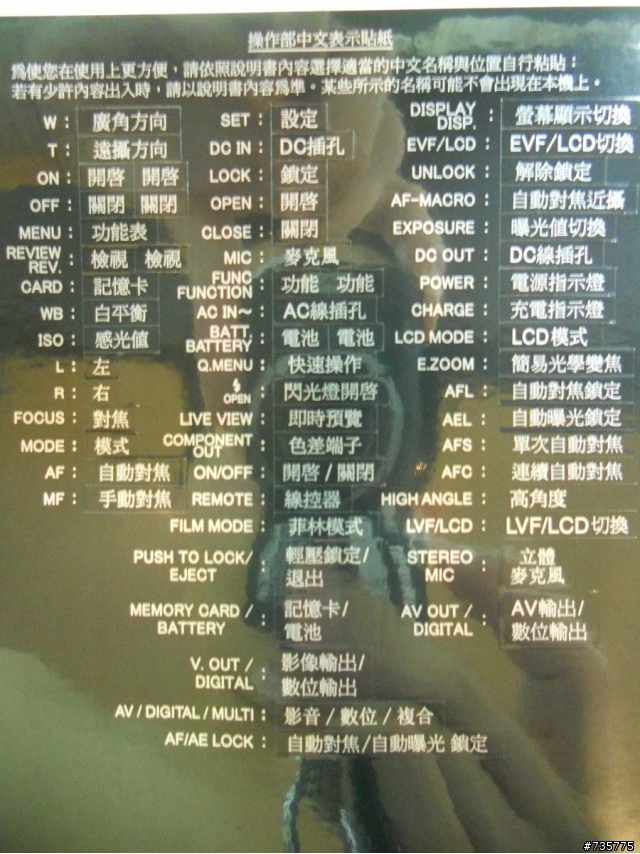 操作部中文表示貼紙
為使您在使用上更方便，請依照說明書內容選擇適當的中文名稱與位置自行粘貼：
若有少許內容出入時，請以說明書內容為準。某些所示的名稱可能不會出現在本機上。
W： 廣角方向
T： 遠攝方向
ON： 開啓 開啓
OFF： 關閉 關閉
MENU： 功能表
REVIEW
REV.： 檢視 檢視
CARD： 記憶卡
WB： 白平衡
ISO： 感光値
L： 左
R： 右
FOCUS： 對焦
MODE： 模式
AF： 自動對焦
MF： 手動對焦
SET： 設定
DC IN： DC插孔
LOCK： 鎖定
OPEN： 開啓
CLOSE： 關閉
MIC： 麥克風
FUNC
FUNCTION： 功能 功能
AC IN～： AC線插孔
BATT.
BATTERY： 電池 電池
Q.MENU： 快速操作
OPEN： 閃光燈開啓
LIVE VIEW： 即時預覽
COMPONENT
OUT： 色差端子
ON/OFF： 開啓 / 關閉
REMOTE： 線控器
FILM MODE： 菲林模式
DISPLAY
DISP.： 螢幕顯示切換
EVF/LCD： EVF/LCD切換
UNLOCK： 解除鎖定
AF-MACRO： 自動對焦近攝
EXPOSURE： 曝光値切換
DC OUT： DC線插孔
POWER： 電源指示燈
CHARGE： 充電指示燈
LCD MODE： LCD模式
E.ZOOM： 簡易光學變焦
AFL： 自動對焦鎖定
AEL： 自動曝光鎖定
AFS： 單次自動對焦
AFC： 連續自動對焦
HIGH ANGLE： 高角度
LVF/LCD： LVF/LCD切換
PUSH TO LOCK/
EJECT： 輕壓鎖定/
退出
STEREO
MIC： 立體
麥克風
MEMORY CARD /
BATTERY： 記憶卡/
電池
AV OUT /
DIGITAL： AV輸出/
數位輸出
V. OUT /
DIGITAL： 影像輸出/
數位輸出
AV / DIGITAL / MULTI： 影音 / 數位 / 複合
AF/AE LOCK： 自動對焦/自動曝光 鎖定
#735775